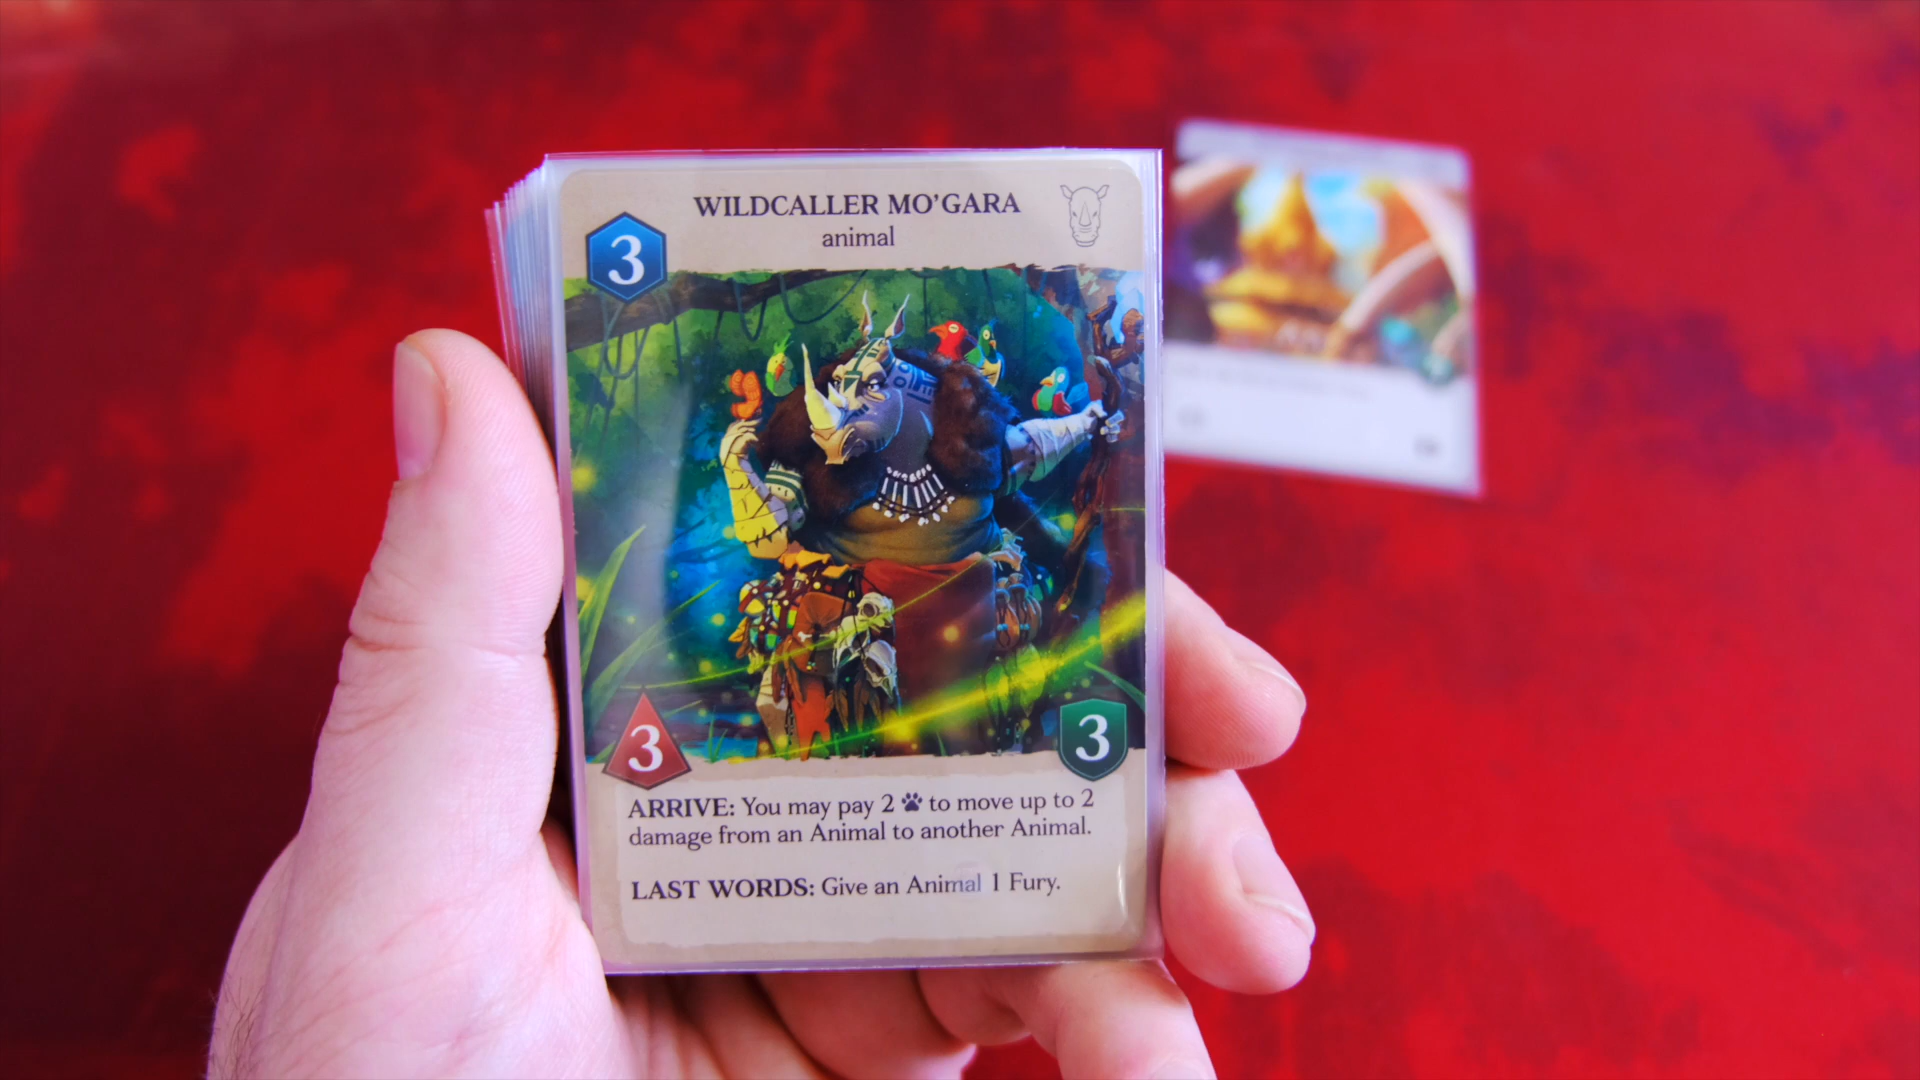 WILDCALLER MO'GARA
animal
3
3
3
ARRIVE: You may pay 2 to move up to 2
damage from an Animal to another Animal.
LAST WORDS: Give an Animal 1 Fury.